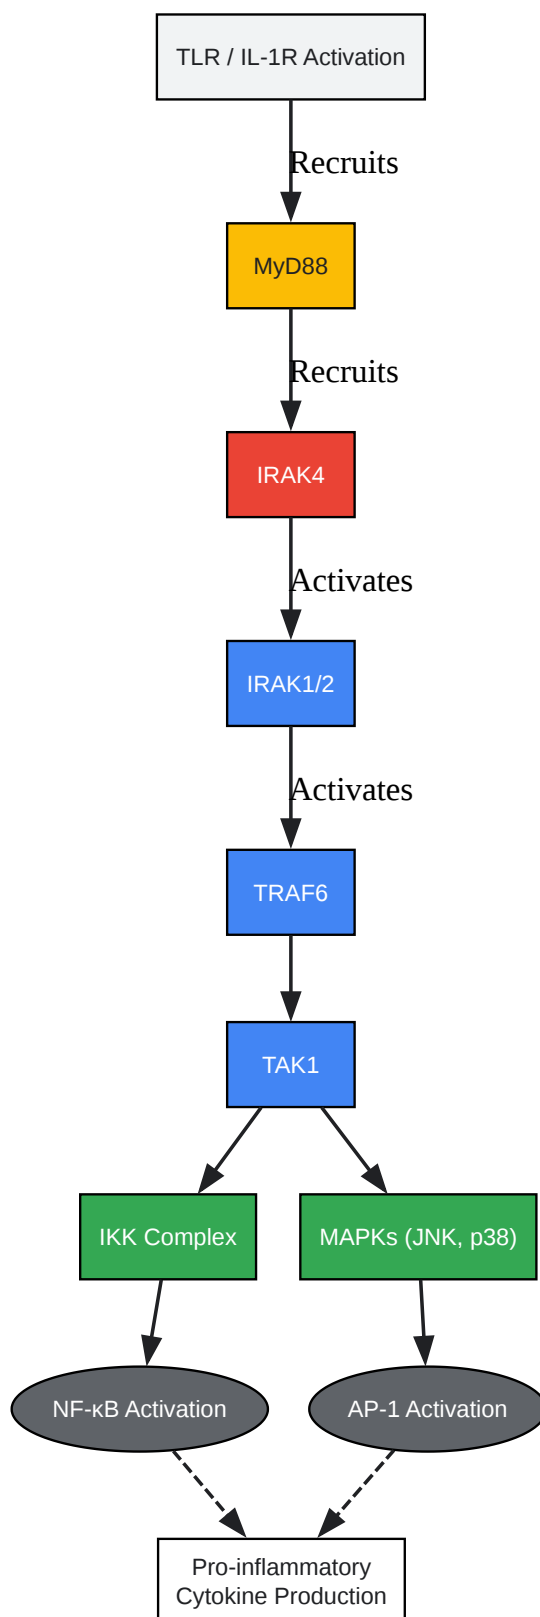 TLR / IL-1R Activation
Recruits
MyD88
Recruits
IRAK4
Activates
IRAK1/2
Activates
TRAF6
TAK1
IKK Complex
MAPKs (JNK, p38)
NF-κB Activation
AP-1 Activation
Pro-inflammatory
Cytokine Production